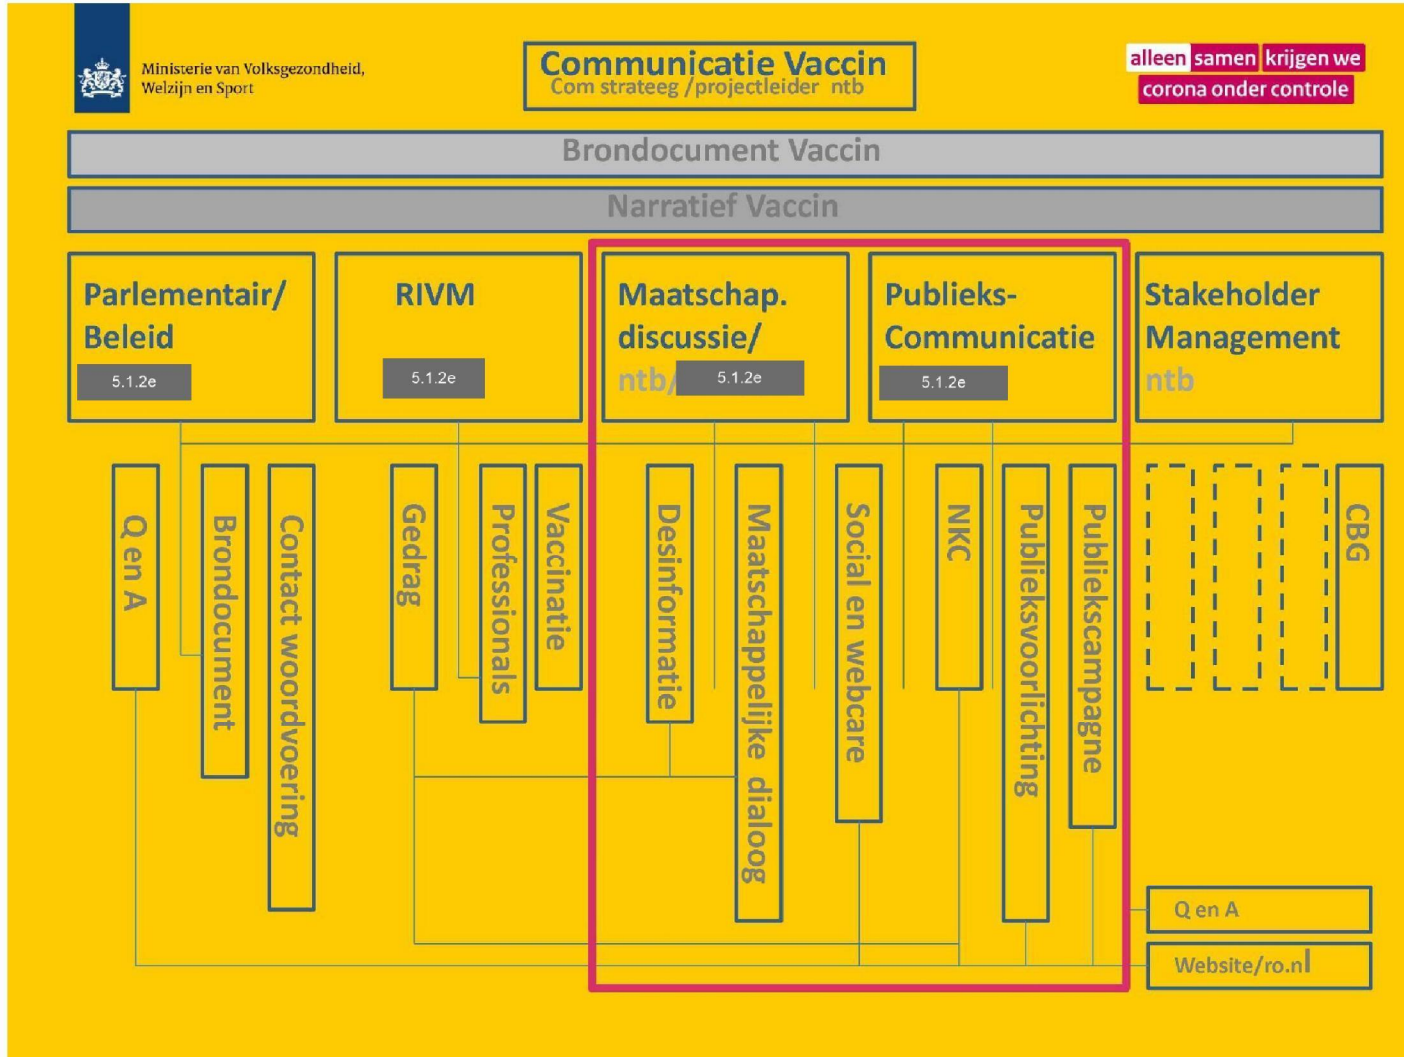 Ministerie van Volksgezondheid,
Welzijn en Sport
Communicatie Vaccin
Com strateeg /projectleider ntb
alleen samen krijgen we
corona onder controle
Brondocument Vaccin
Narratief Vaccin
Parlementair/
Beleid
5.1.2e
RIVM
5.1.2e
Maatschap.
discussie/
ntb/ 5.1.2e
Publieks-
Communicatie
5.1.2e
Stakeholder
Management
ntb
Q en A
Brondocument
Contact woordvoering
Gedrag
Professionals
Vaccinatie
Desinformatie
Maatschappelijke dialoog
Social en webcare
NKC
Publieksvoorlichting
Publiekscampagne
CBG
Q en A
Website/ro.nl